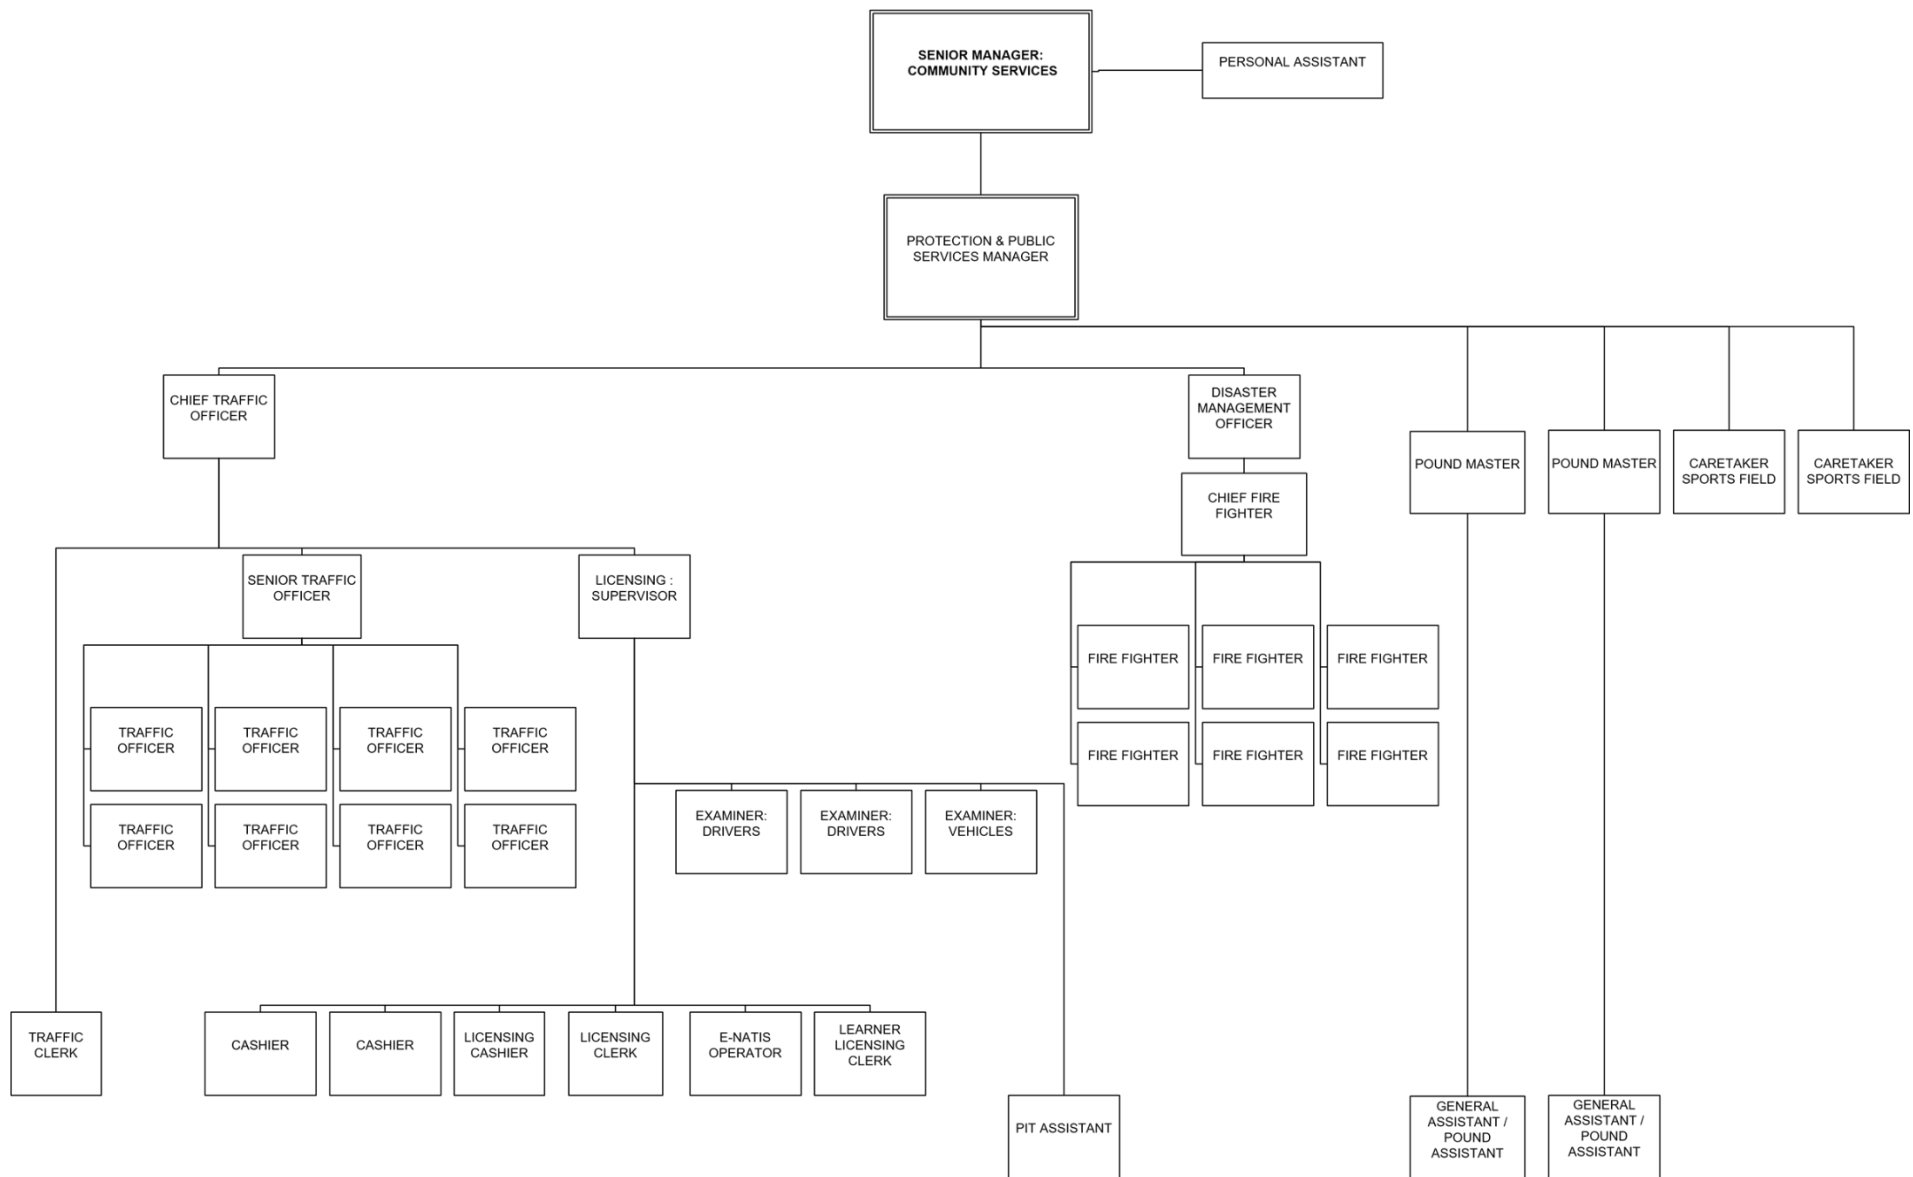 SENIOR MANAGER:
COMMUNITY SERVICES
PERSONAL ASSISTANT
PROTECTION & PUBLIC
SERVICES MANAGER
CHIEF TRAFFIC
OFFICER
DISASTER
MANAGEMENT
OFFICER
POUND MASTER
POUND MASTER
CARETAKER
SPORTS FIELD
CARETAKER
SPORTS FIELD
CHIEF FIRE
FIGHTER
SENIOR TRAFFIC
OFFICER
LICENSING :
SUPERVISOR
FIRE FIGHTER
FIRE FIGHTER
FIRE FIGHTER
TRAFFIC
OFFICER
TRAFFIC
OFFICER
TRAFFIC
OFFICER
TRAFFIC
OFFICER
FIRE FIGHTER
FIRE FIGHTER
FIRE FIGHTER
TRAFFIC
OFFICER
TRAFFIC
OFFICER
TRAFFIC
OFFICER
TRAFFIC
OFFICER
EXAMINER:
DRIVERS
EXAMINER:
DRIVERS
EXAMINER:
VEHICLES
TRAFFIC
CLERK
CASHIER
CASHIER
LICENSING
CASHIER
LICENSING
CLERK
E-NATIS
OPERATOR
LEARNER
LICENSING
CLERK
PIT ASSISTANT
GENERAL
ASSISTANT /
POUND
ASSISTANT
GENERAL
ASSISTANT /
POUND
ASSISTANT